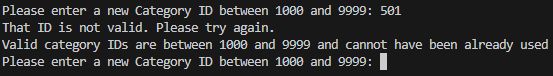 Please enter a new Category ID between 1000 and 9999: 501
That ID is not valid. Please try again.
Valid category IDs are between 1000 and 9999 and cannot have been already used
Please enter a new Category ID between 1000 and 9999: